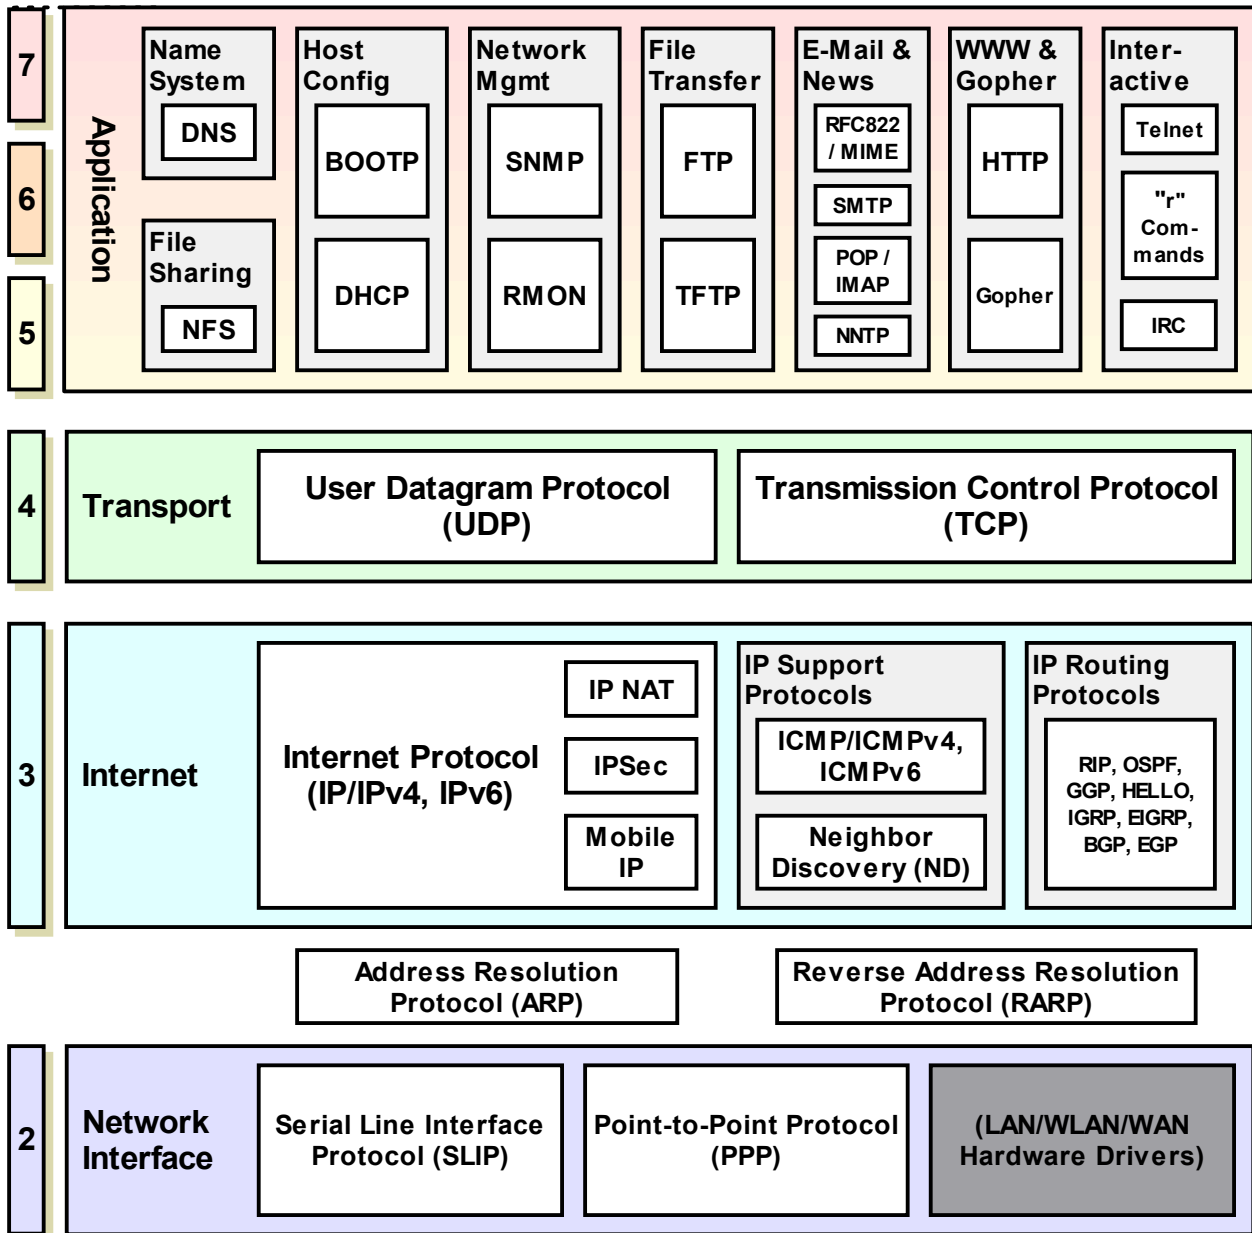 7
6
5
Application
Name
System
DNS
File
Sharing
NFS
Host
Config
BOOTP
DHCP
Network
Mgmt
SNMP
RMON
File
Transfer
FTP
TFTP
E-Mail &
News
RFC822
/ MIME
SMTP
POP /
IMAP
NNTP
WWW &
Gopher
HTTP
Gopher
Inter-
active
Telnet
"r"
Com-
mands
IRC
4
Transport
User Datagram Protocol
(UDP)
Transmission Control Protocol
(TCP)
3
Internet
Internet Protocol
(IP/IPv4, IPv6)
IP NAT
IPSec
Mobile
IP
IP Support
Protocols
ICMP/ICMPv4,
ICMPv6
Neighbor
Discovery (ND)
IP Routing
Protocols
RIP, OSPF,
GGP, HELLO,
IGRP, EIGRP,
BGP, EGP
Address Resolution
Protocol (ARP)
Reverse Address Resolution
Protocol (RARP)
2
Network
Interface
Serial Line Interface
Protocol (SLIP)
Point-to-Point Protocol
(PPP)
(LAN/WLAN/WAN
Hardware Drivers)